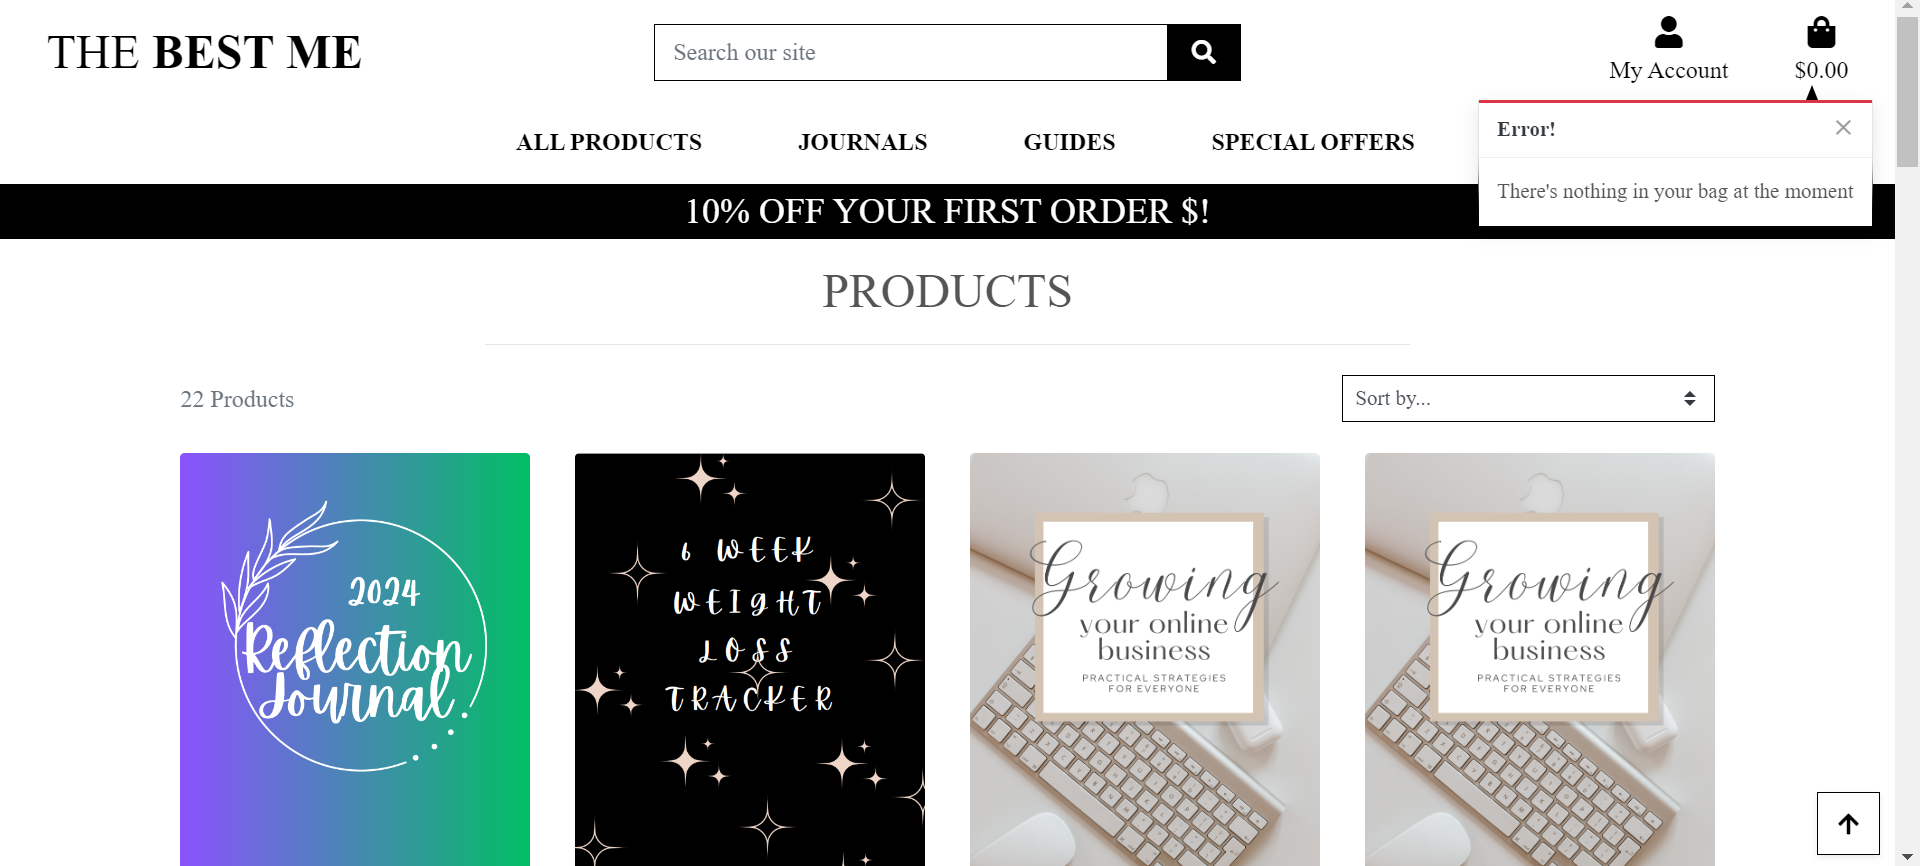 THE BEST ME
Search our site
My Account
$0.00
ALL PRODUCTS
JOURNALS
GUIDES
SPECIAL OFFERS
Error!
There's nothing in your bag at the moment
10% OFF YOUR FIRST ORDER $!
PRODUCTS
22 Products
Sort by...
2024
Reflection
Journal
6 WEEK
WEIGHT
LOSS
TRACKER
Growing
your online
business
PRACTICAL STRATEGIES
FOR EVERYONE
Growing
your online
business
PRACTICAL STRATEGIES
FOR EVERYONE